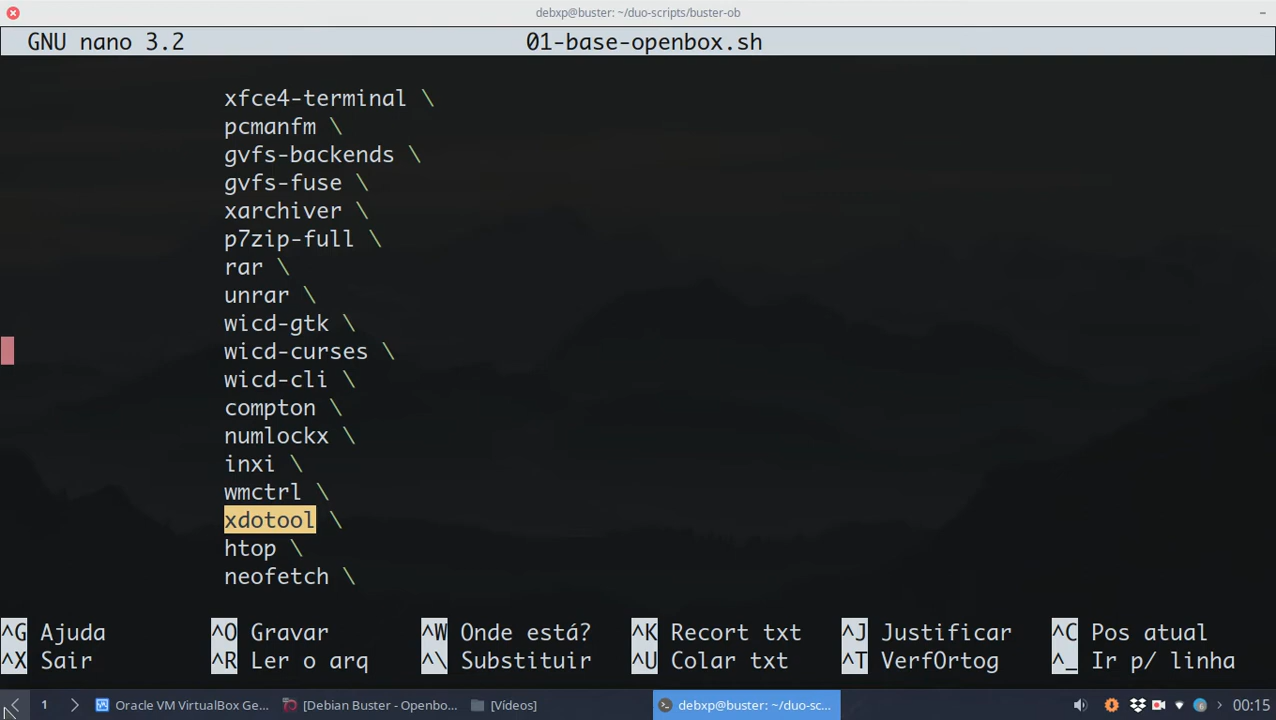 debxp@buster: ~/duo-scripts/buster-ob
GNU nano 3.2 01-base-openbox.sh
xfce4-terminal \
pcmanfm \
gvfs-backends \
gvfs-fuse \
xarchiver \
p7zip-full \
rar \
unrar \
wicd-gtk \
wicd-curses \
wicd-cli \
compton \
numlockx \
inxi \
wmctrl \
xdotool \
htop \
neofetch \
^G Ajuda ^O Gravar ^W Onde está? ^K Recort txt ^J Justificar ^C Pos atual
^X Sair ^R Ler o arq ^\ Substituir ^U Colar txt ^T VerfOrtog ^_ Ir p/ linha
1 Oracle VM VirtualBox Ge... [Debian Buster - Openbo... [Vídeos] debxp@buster: ~/duo-sc... 00:15